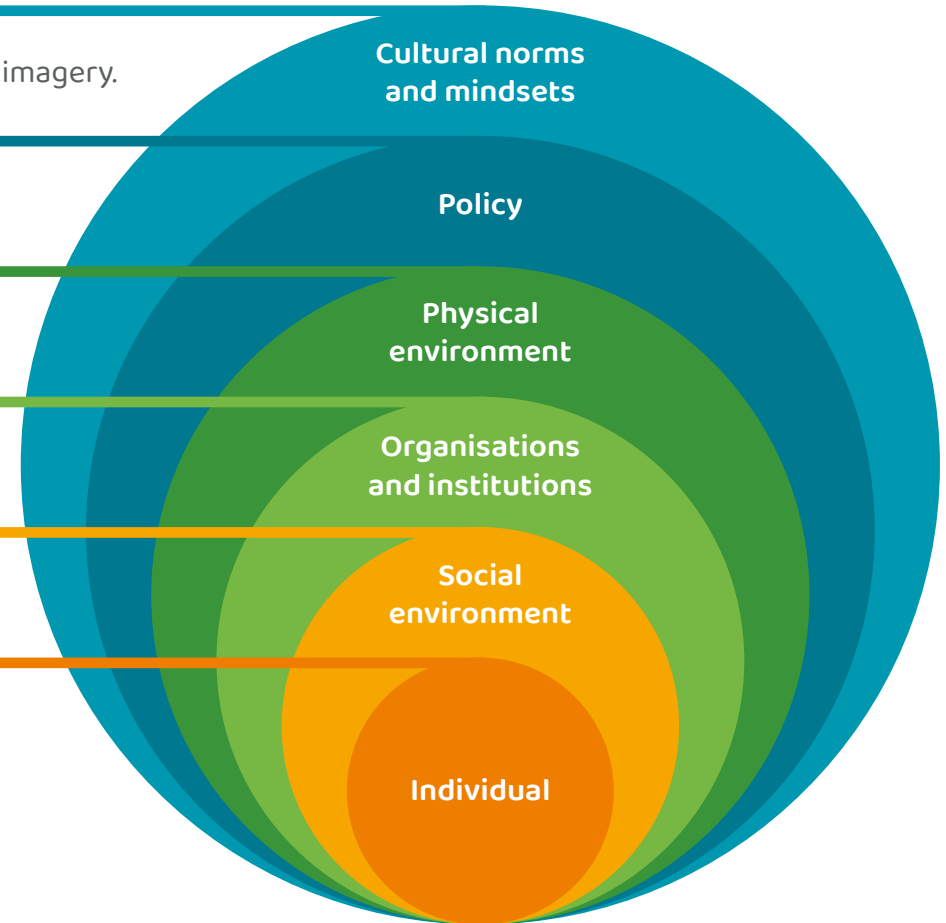 Cultural norms
and mindsets
imagery.
Policy
Physical
environment
Organisations
and institutions
Social
environment
Individual